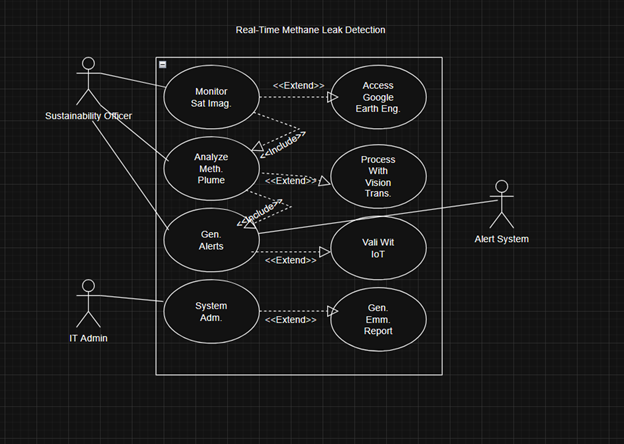 Real-Time Methane Leak Detection
Monitor
Sat Imag.
<<Extend>>
Access
Google
Earth Eng.
Sustainability Officer
<<Include>>
Analyze
Meth.
Plume
<<Extend>>
Process
With
Vision
Trans.
<<Include>>
Gen.
Alerts
<<Extend>>
Vali Wit
IoT
Alert System
System
Adm.
<<Extend>>
Gen.
Emm.
Report
IT Admin